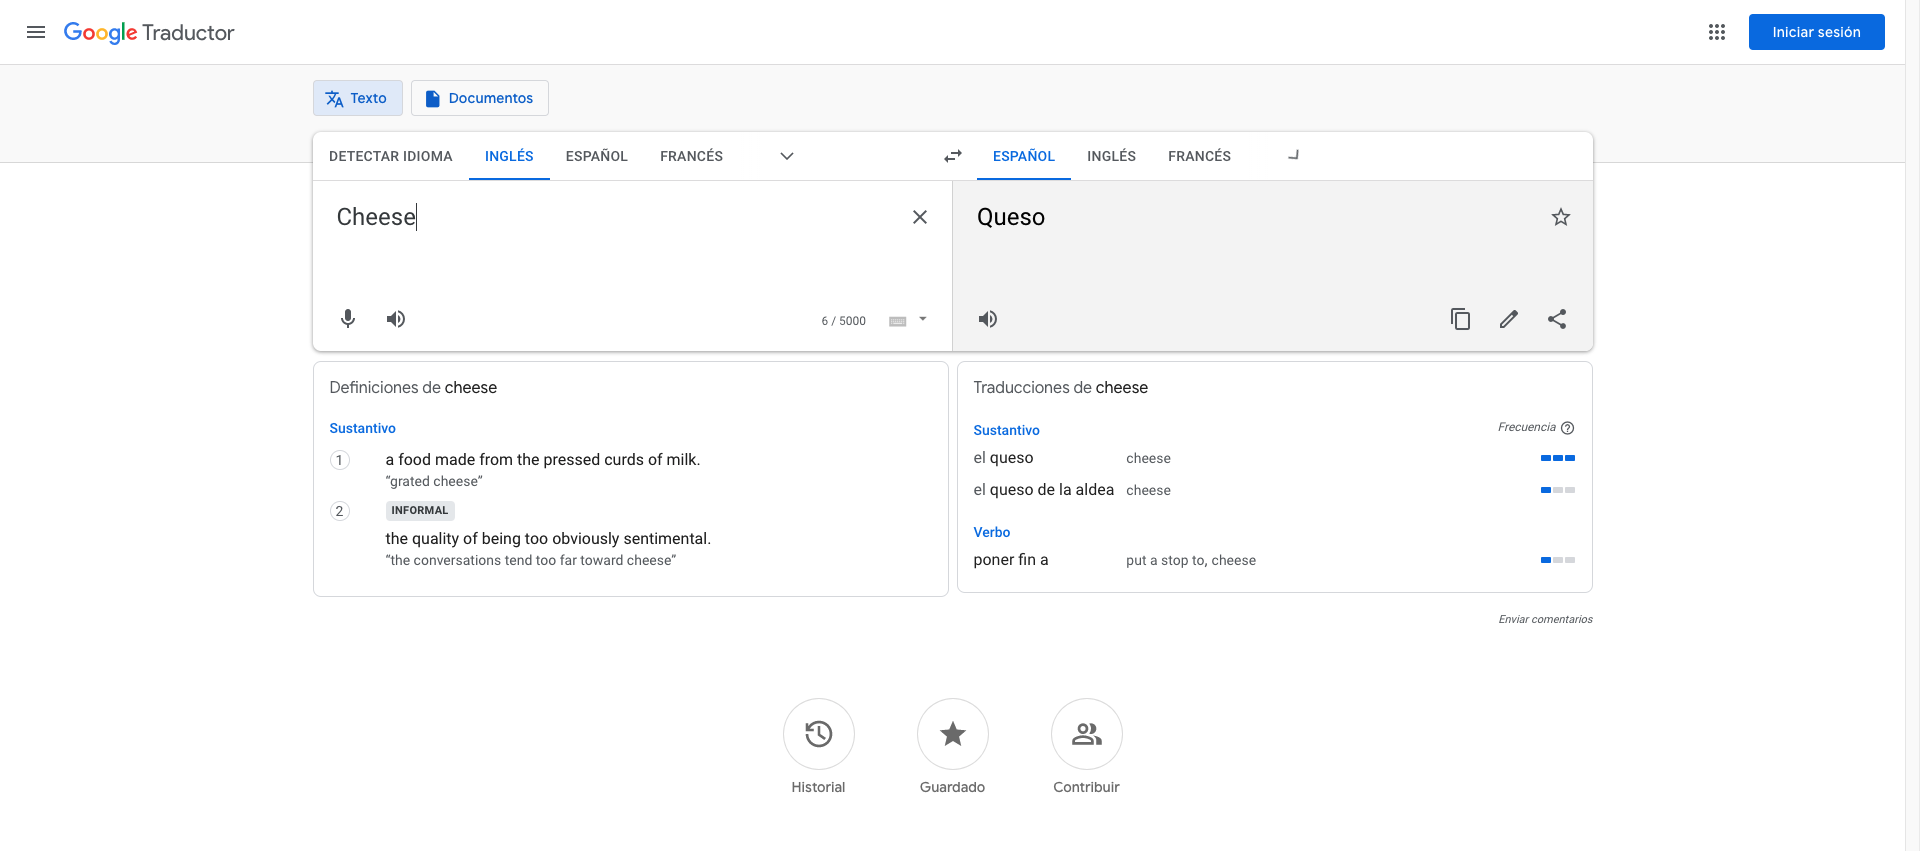 Google Traductor
Iniciar sesión
Texto
Documentos
DETECTAR IDIOMA INGLÉS ESPAÑOL FRANCÉS
ESPAÑOL INGLÉS FRANCÉS
Cheese
6 / 5000
Queso
Definiciones de cheese
Sustantivo
1 a food made from the pressed curds of milk.
“grated cheese”
2 INFORMAL
the quality of being too obviously sentimental.
“the conversations tend too far toward cheese”
Traducciones de cheese
Sustantivo Frecuencia
el queso cheese
el queso de la aldea cheese
Verbo
poner fin a put a stop to, cheese
Enviar comentarios
Historial
Guardado
Contribuir